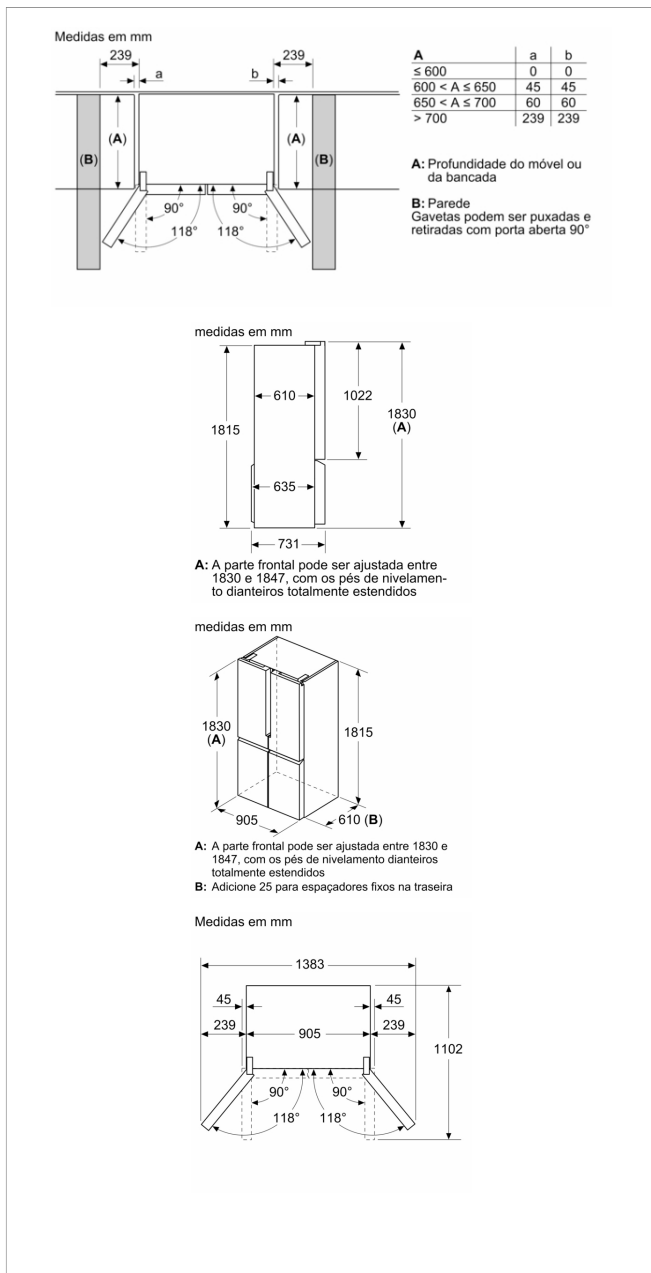 Medidas em mm
239
239
a
b
(A)
(A)
(B)
(B)
90°
90°
118°
118°
A a b
≤ 600 0 0
600 < A ≤ 650 45 45
650 < A ≤ 700 60 60
> 700 239 239
A: Profundidade do móvel ou
da bancada
B: Parede
Gavetas podem ser puxadas e
retiradas com porta aberta 90°
medidas em mm
610
1022
1830
(A)
1815
635
731
A: A parte frontal pode ser ajustada entre
1830 e 1847, com os pés de nivelamen-
to dianteiros totalmente estendidos
medidas em mm
1830
(A)
1815
905
610 (B)
A: A parte frontal pode ser ajustada entre 1830 e
1847, com os pés de nivelamento dianteiros
totalmente estendidos
B: Adicione 25 para espaçadores fixos na traseira
Medidas em mm
1383
45
45
239
905
239
1102
90°
90°
118°
118°